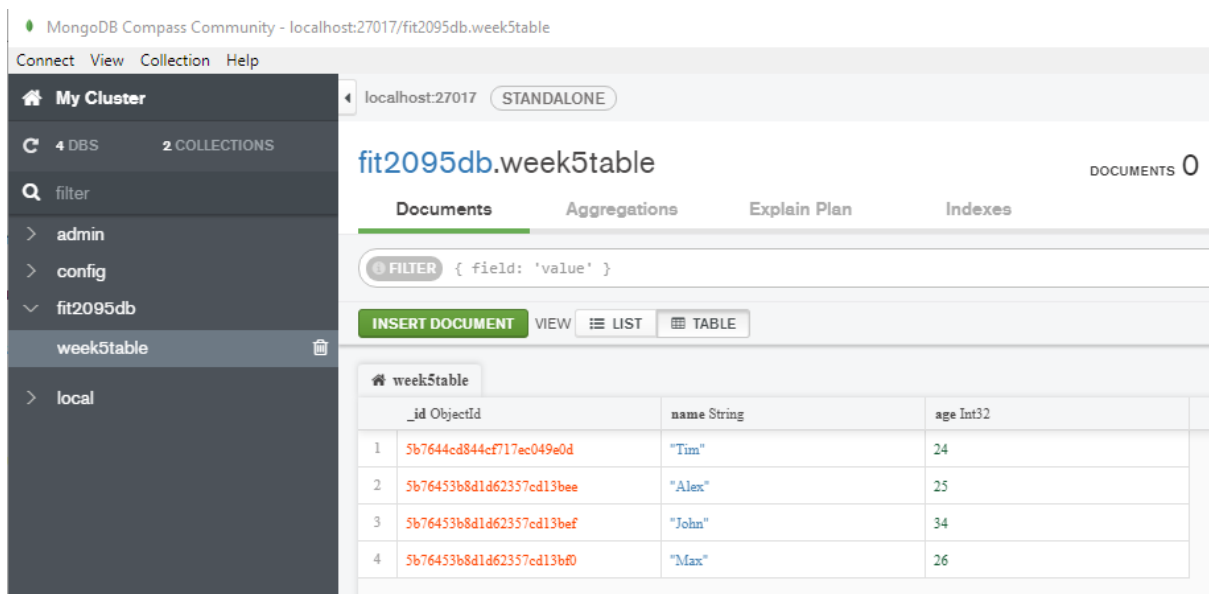 MongoDB Compass Community - localhost:27017/fit2095db.week5table
Connect View Collection Help
My Cluster
localhost:27017 STANDALONE
4 DBS 2 COLLECTIONS
fit2095db.week5table
DOCUMENTS 0
filter
Documents Aggregations Explain Plan Indexes
admin
config
FILTER { field: 'value' }
fit2095db
INSERT DOCUMENT VIEW LIST TABLE
week5table
week5table
local
_id ObjectId name String age Int32
1 5b7644cd844cf717ec049e0d "Tim" 24
2 5b76453b8d1d62357cd13bee "Alex" 25
3 5b76453b8d1d62357cd13bef "John" 34
4 5b76453b8d1d62357cd13bf0 "Max" 26